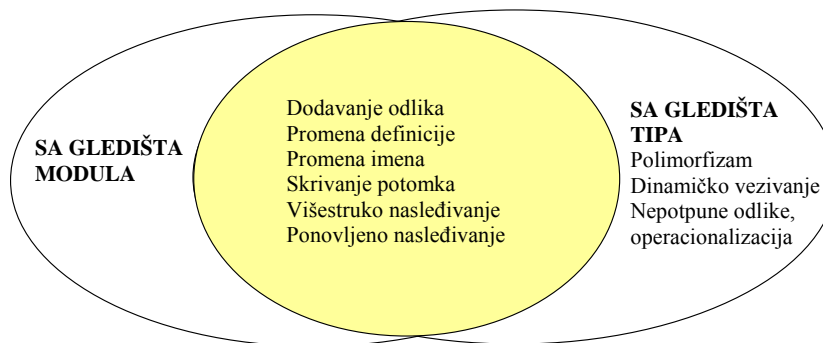 SA GLEDIŠTA
MODULA
Dodavanje odlika
Promena definicije
Promena imena
Skrivanje potomka
Višestruko nasleđivanje
Ponovljeno nasleđivanje
SA GLEDIŠTA
TIPA
Polimorfizam
Dinamičko vezivanje
Nepotpune odlike,
operacionalizacija